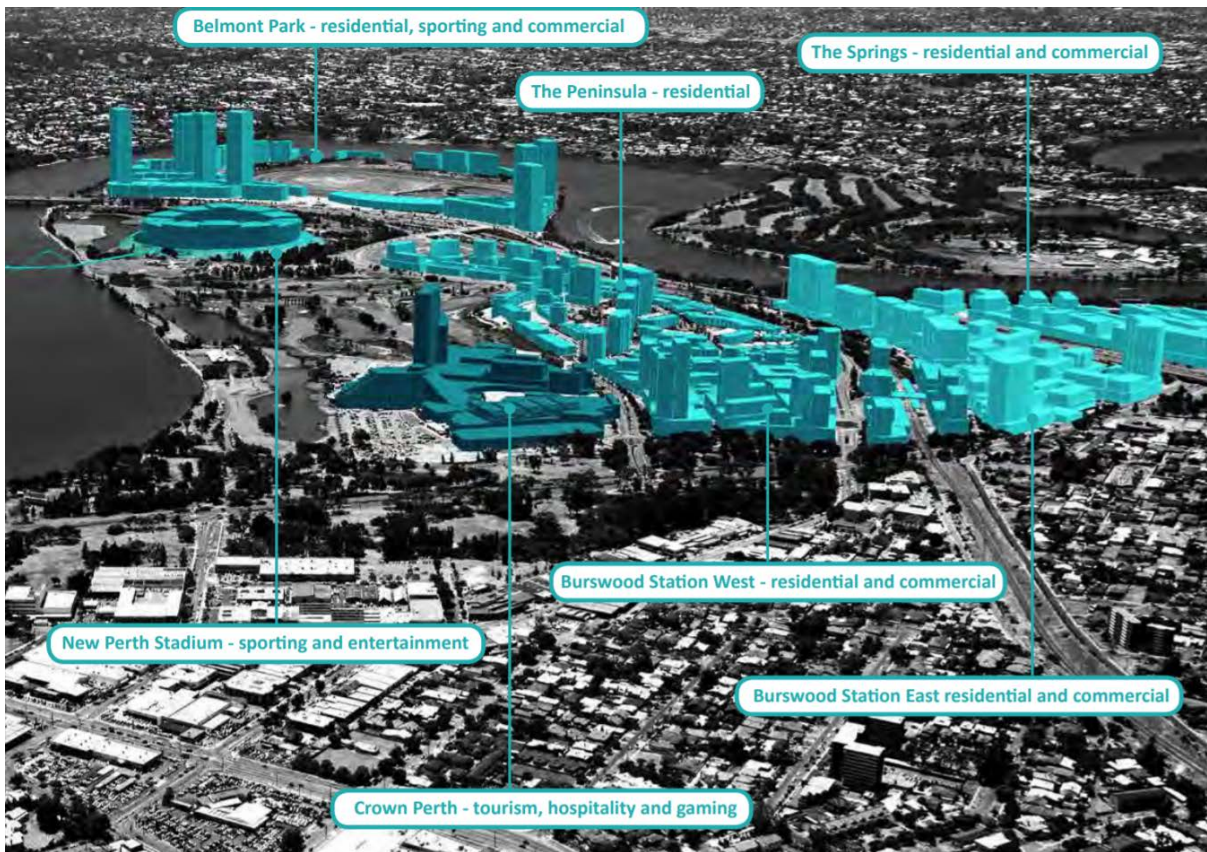 Belmont Park - residential, sporting and commercial
The Springs - residential and commercial
The Peninsula - residential
Burswood Station West - residential and commercial
New Perth Stadium - sporting and entertainment
Burswood Station East residential and commercial
Crown Perth - tourism, hospitality and gaming